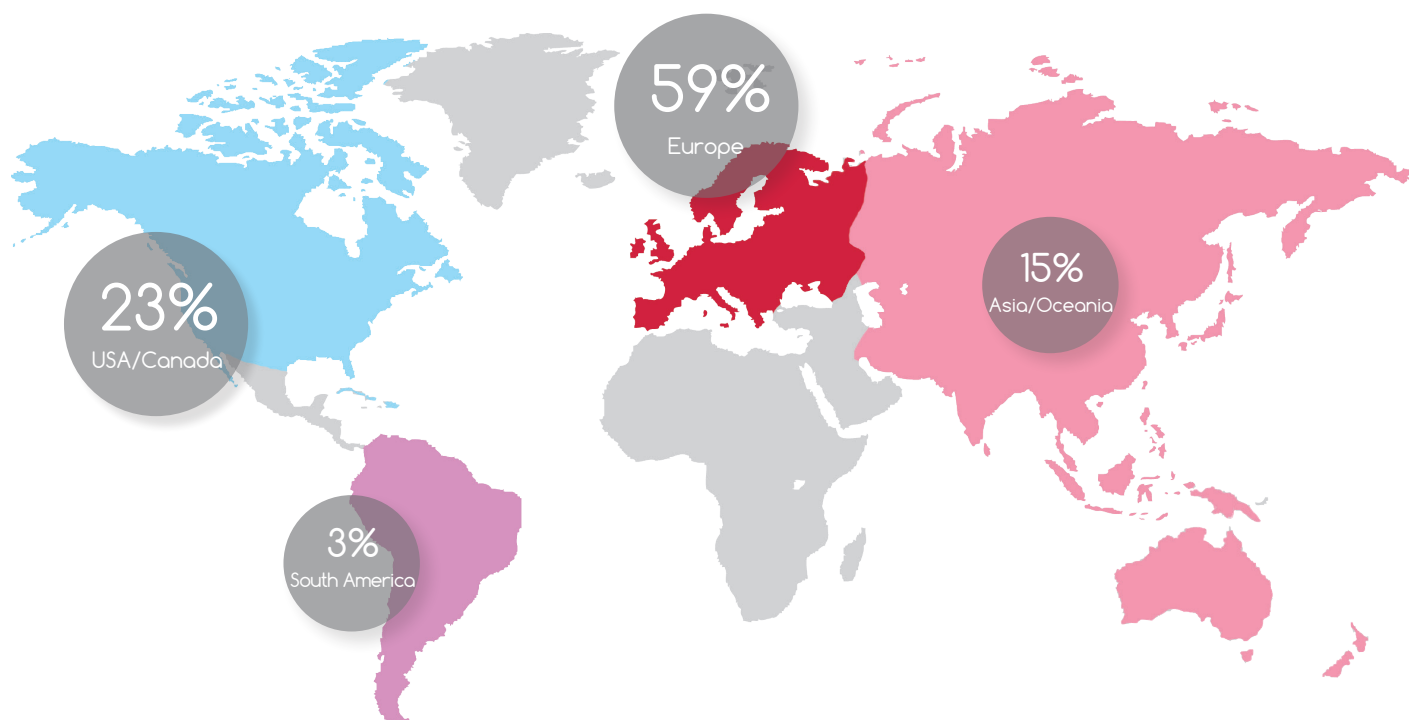 59%
Europe
23%
USA/Canada
15%
Asia/Oceania
3%
South America